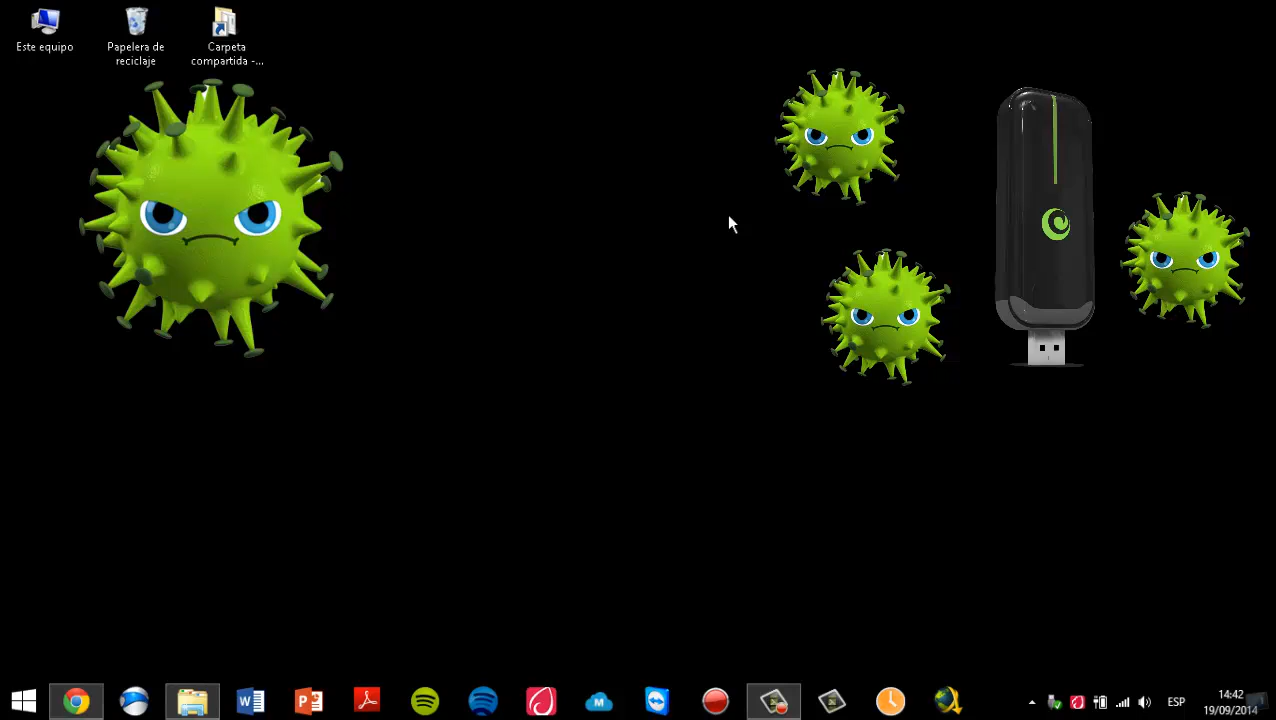 Este equipo
Papelera de
reciclaje
Carpeta
compartida -...
ESP
14:42
19/09/2014